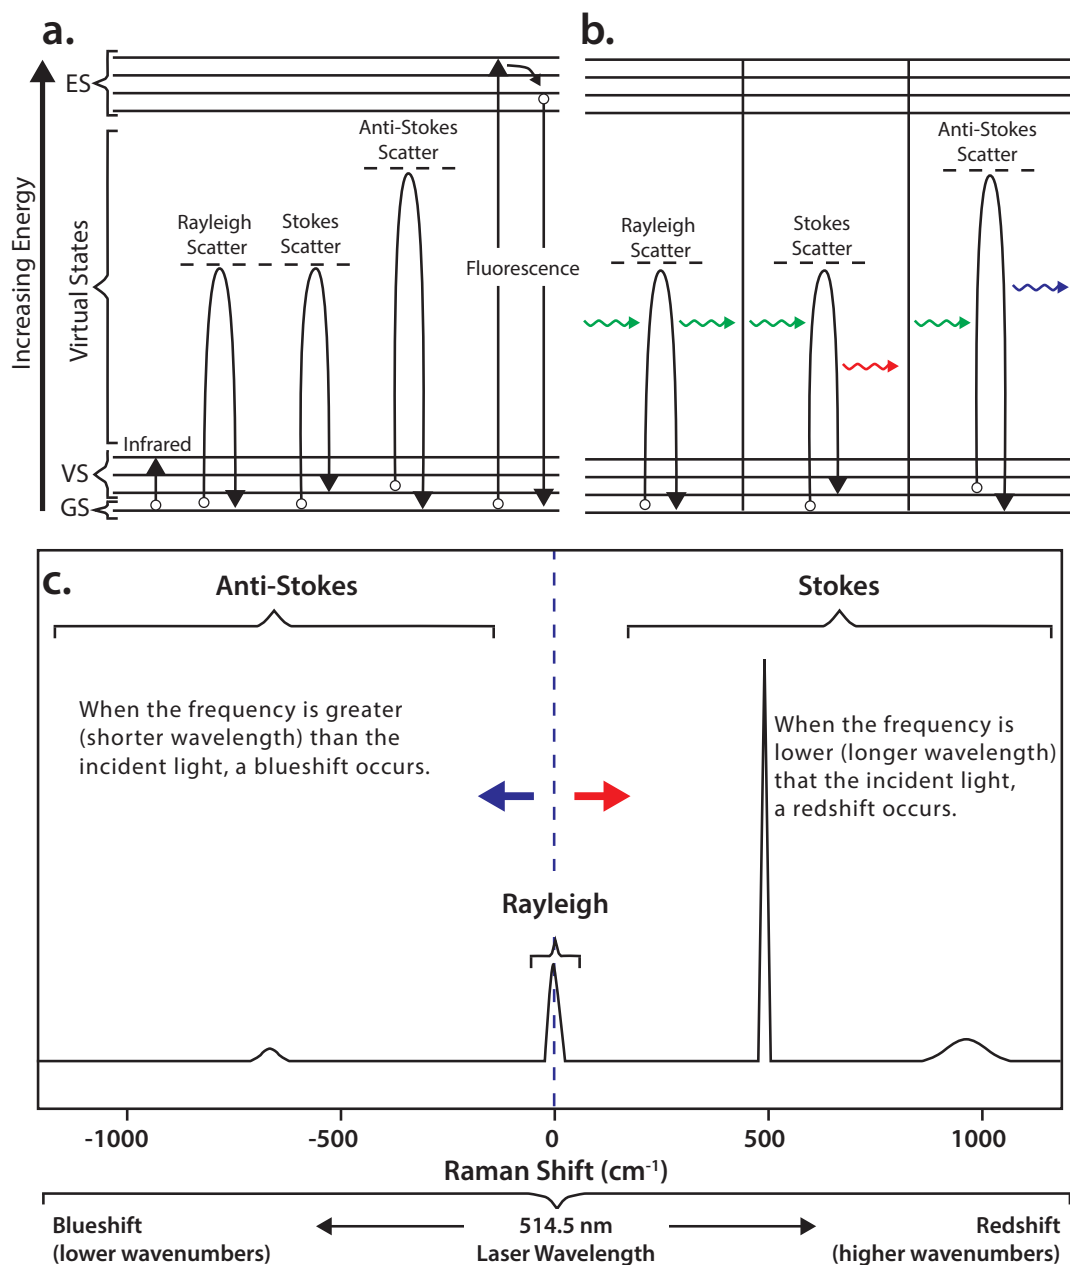 a.
ES
Increasing Energy
Virtual States
VS
GS
Infrared
Rayleigh
Scatter
Stokes
Scatter
Anti-Stokes
Scatter
Fluorescence
b.
Rayleigh
Scatter
Stokes
Scatter
Anti-Stokes
Scatter
c.
Anti-Stokes
Stokes
When the frequency is greater
(shorter wavelength) than the
incident light, a blueshift occurs.
When the frequency is
lower (longer wavelength)
that the incident light,
a redshift occurs.
Rayleigh
-1000
-500
0
500
1000
Raman Shift (cm⁻¹)
Blueshift
(lower wavenumbers)
514.5 nm
Laser Wavelength
Redshift
(higher wavenumbers)